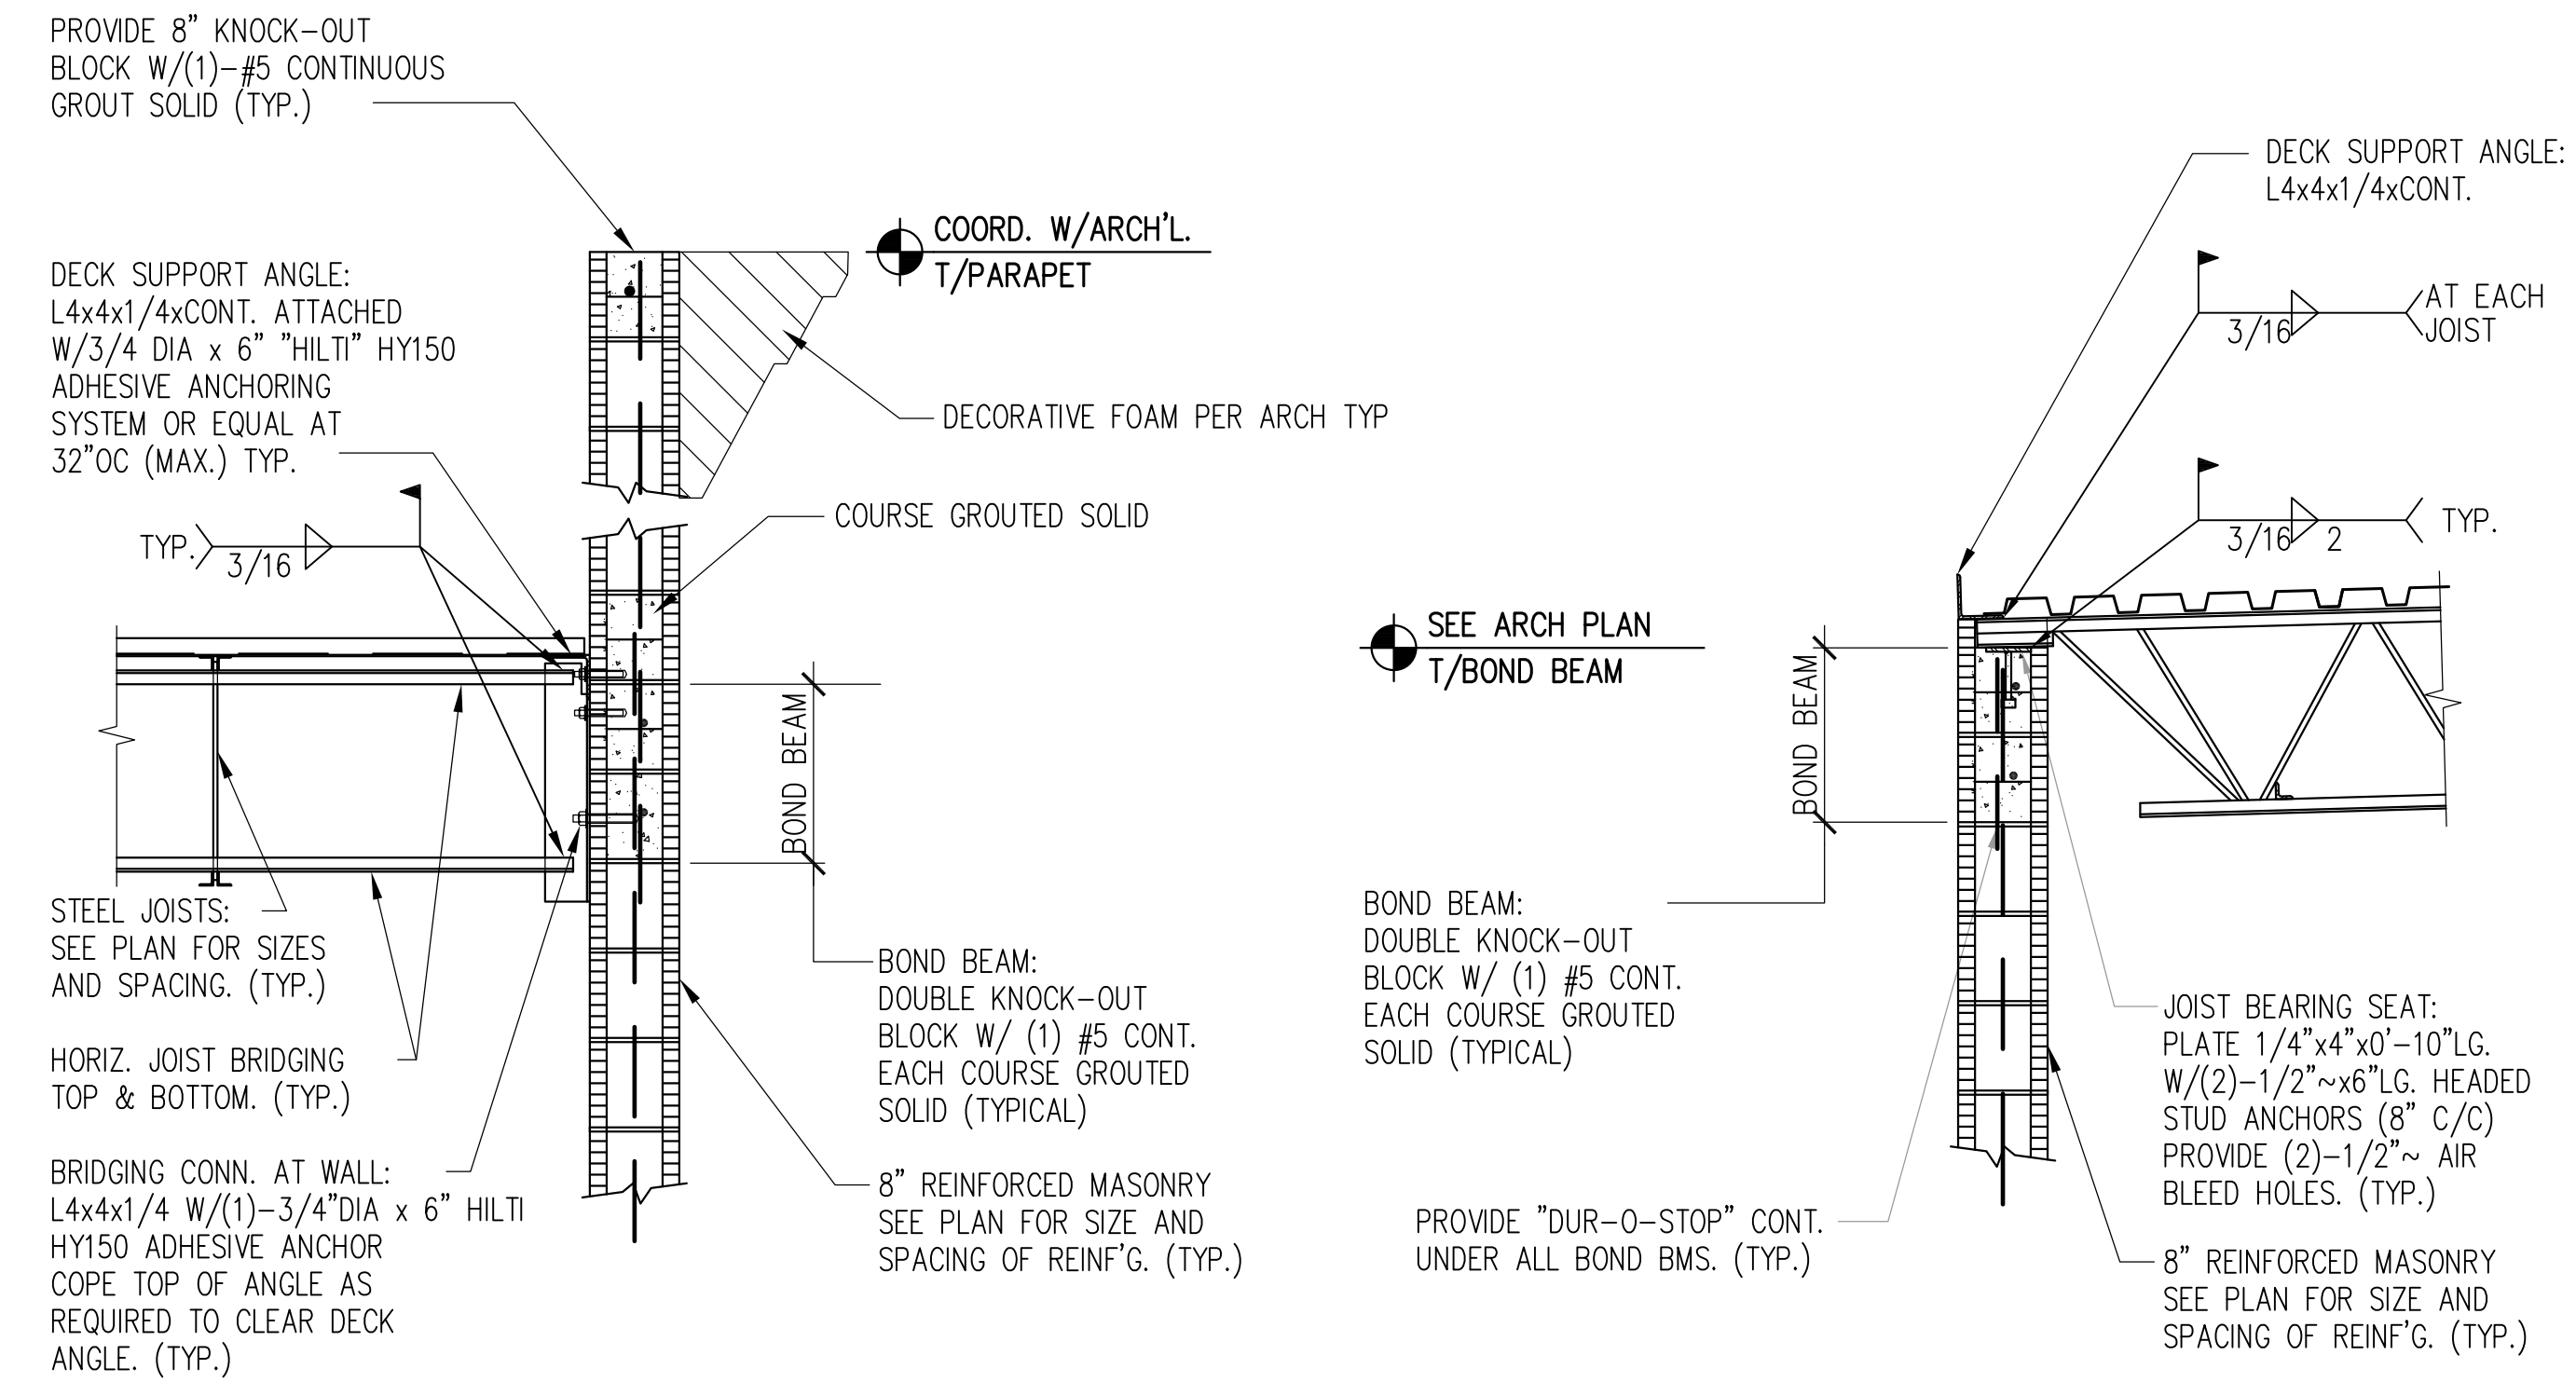 PROVIDE 8" KNOCK-OUT
BLOCK W/(1)-#5 CONTINUOUS
GROUT SOLID (TYP.)
DECK SUPPORT ANGLE:
L4x4x1/4xCONT. ATTACHED
W/3/4 DIA x 6" "HILTI" HY150
ADHESIVE ANCHORING
SYSTEM OR EQUAL AT
32"OC (MAX.) TYP.
TYP.
3/16
STEEL JOISTS:
SEE PLAN FOR SIZES
AND SPACING. (TYP.)
HORIZ. JOIST BRIDGING
TOP & BOTTOM. (TYP.)
BRIDGING CONN. AT WALL:
L4x4x1/4 W/(1)-3/4"DIA x 6" HILTI
HY150 ADHESIVE ANCHOR
COPE TOP OF ANGLE AS
REQUIRED TO CLEAR DECK
ANGLE. (TYP.)
COORD. W/ARCH'L.
T/PARAPET
DECORATIVE FOAM PER ARCH TYP
COURSE GROUTED SOLID
BOND BEAM
BOND BEAM:
DOUBLE KNOCK-OUT
BLOCK W/ (1) #5 CONT.
EACH COURSE GROUTED
SOLID (TYPICAL)
8" REINFORCED MASONRY
SEE PLAN FOR SIZE AND
SPACING OF REINF'G. (TYP.)
DECK SUPPORT ANGLE:
L4x4x1/4xCONT.
3/16
AT EACH
JOIST
3/16
2
TYP.
SEE ARCH PLAN
T/BOND BEAM
BOND BEAM
BOND BEAM:
DOUBLE KNOCK-OUT
BLOCK W/ (1) #5 CONT.
EACH COURSE GROUTED
SOLID (TYPICAL)
PROVIDE "DUR-O-STOP" CONT.
UNDER ALL BOND BMS. (TYP.)
JOIST BEARING SEAT:
PLATE 1/4"x4"x0'-10"LG.
W/(2)-1/2"~x6"LG. HEADED
STUD ANCHORS (8" C/C)
PROVIDE (2)-1/2"~ AIR
BLEED HOLES. (TYP.)
8" REINFORCED MASONRY
SEE PLAN FOR SIZE AND
SPACING OF REINF'G. (TYP.)